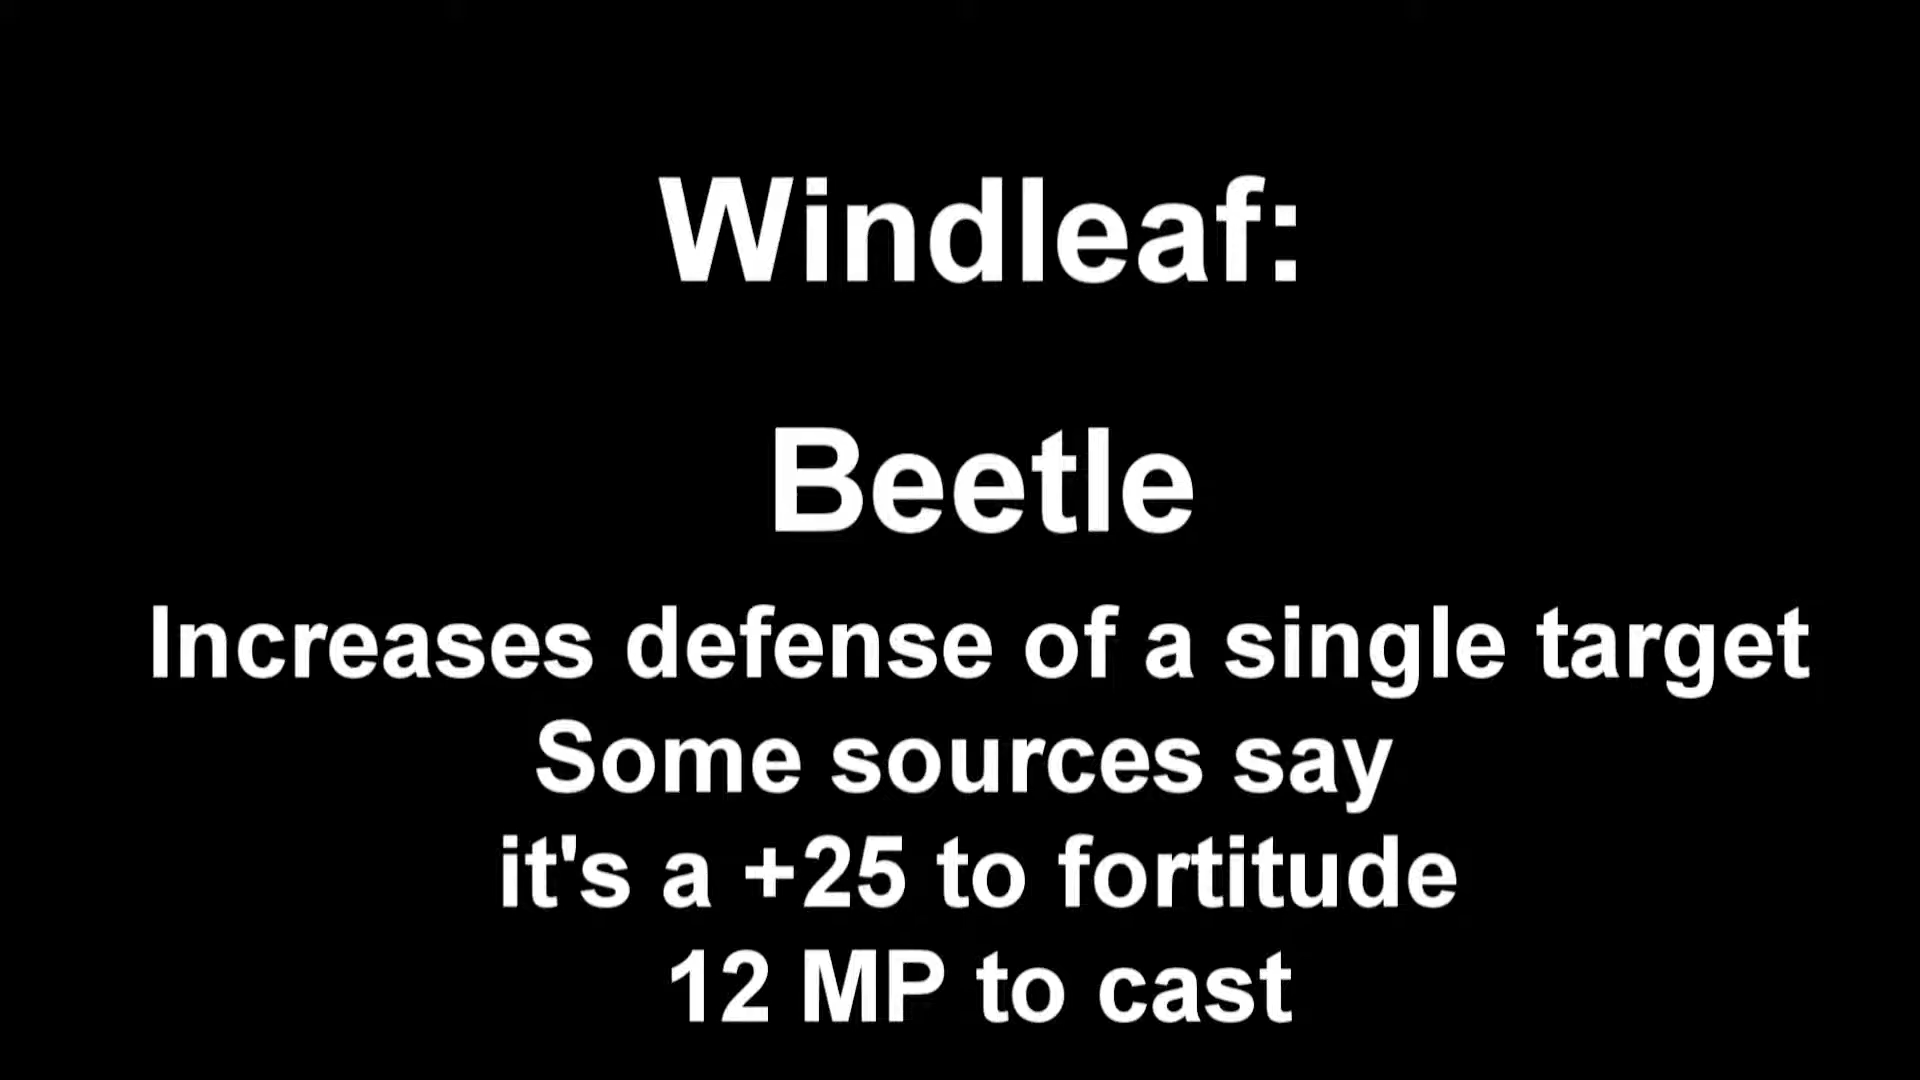 Windleaf:
Beetle
Increases defense of a single target
Some sources say
it's a +25 to fortitude
12 MP to cast